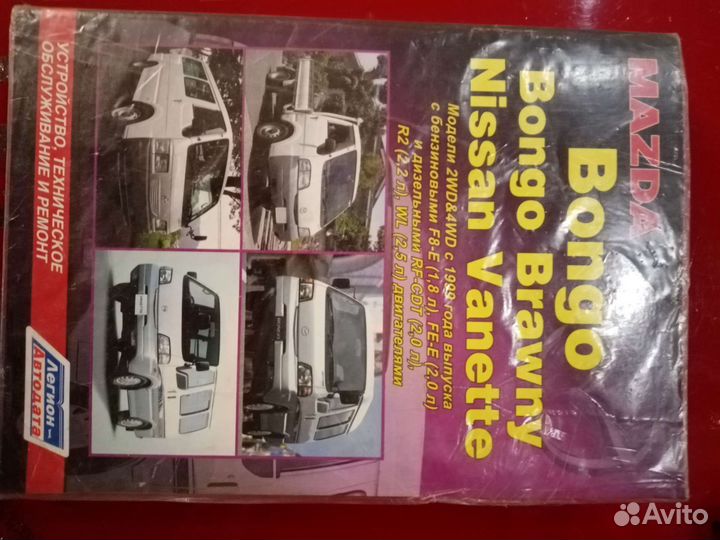 MAZDA
Bongo
Bongo Brawny
Nissan Vanette
Модели 2WD&4WD с 1999 года выпуска
с бензиновыми F8-E (1,8 л), FE-E (2,0 л)
и дизельными RF-CDT (2,0 л),
R2 (2,2 л), WL (2,5 л) двигателями
УСТРОЙСТВО, ТЕХНИЧЕСКОЕ
ОБСЛУЖИВАНИЕ И РЕМОНТ
Легион-
Автодата
Avito